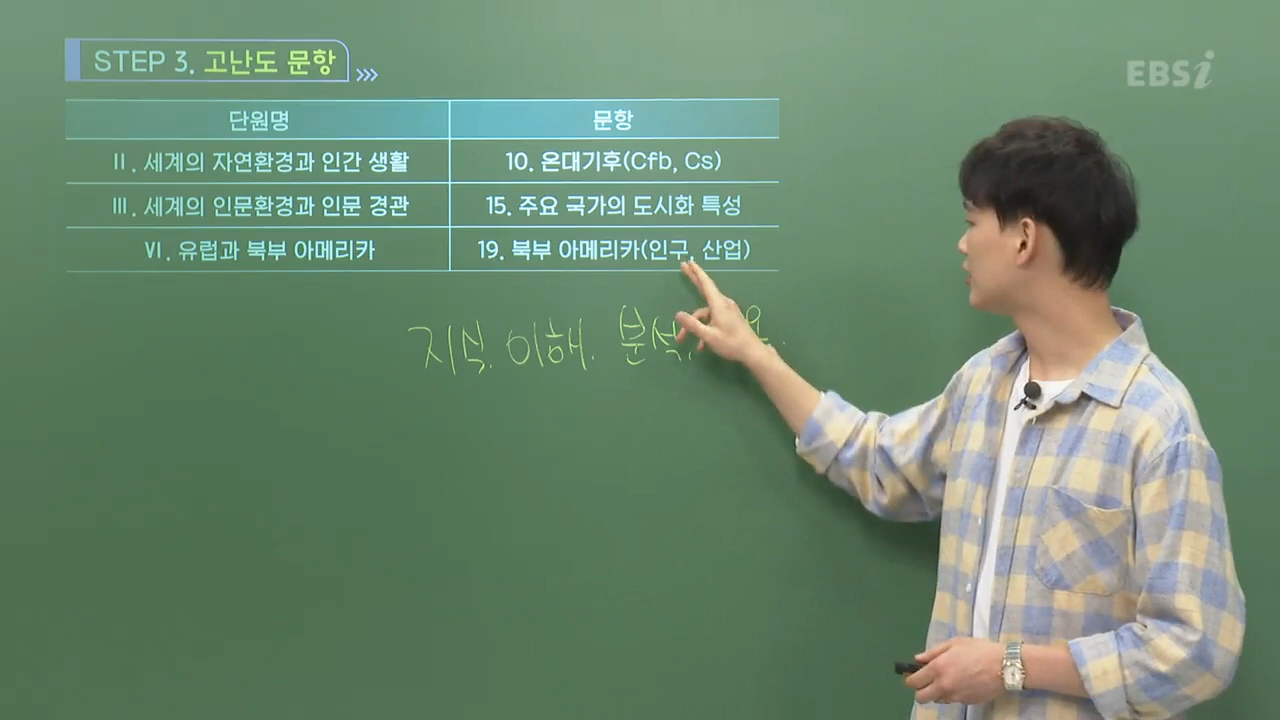 STEP 3. 고난도 문항
EBSi
단원명 문항
II. 세계의 자연환경과 인간 생활 10. 온대기후(Cfb, Cs)
III. 세계의 인문환경과 인문 경관 15. 주요 국가의 도시화 특성
VI. 유럽과 북부 아메리카 19. 북부 아메리카(인구, 산업)
지식. 이해. 분석.